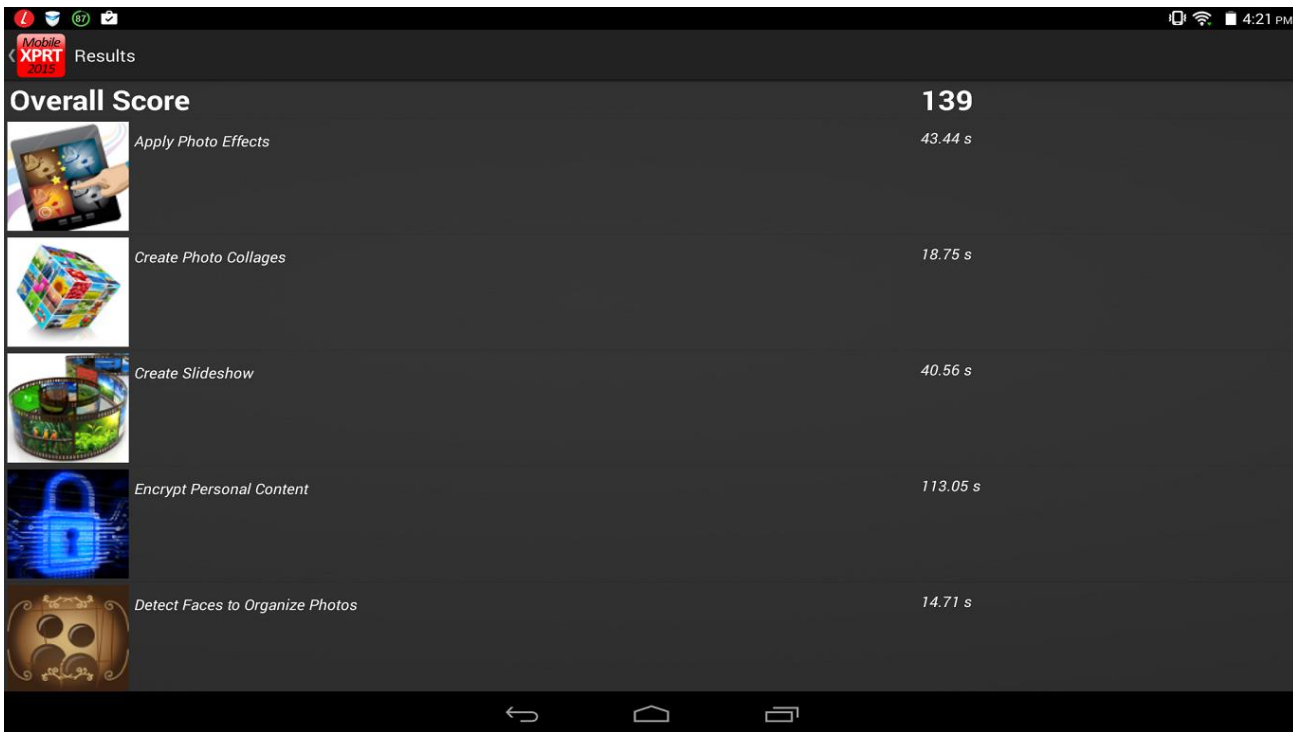 87
4:21 PM
Mobile
XPRT
2015
Results
Overall Score 139
Apply Photo Effects 43.44 s
Create Photo Collages 18.75 s
Create Slideshow 40.56 s
Encrypt Personal Content 113.05 s
Detect Faces to Organize Photos 14.71 s